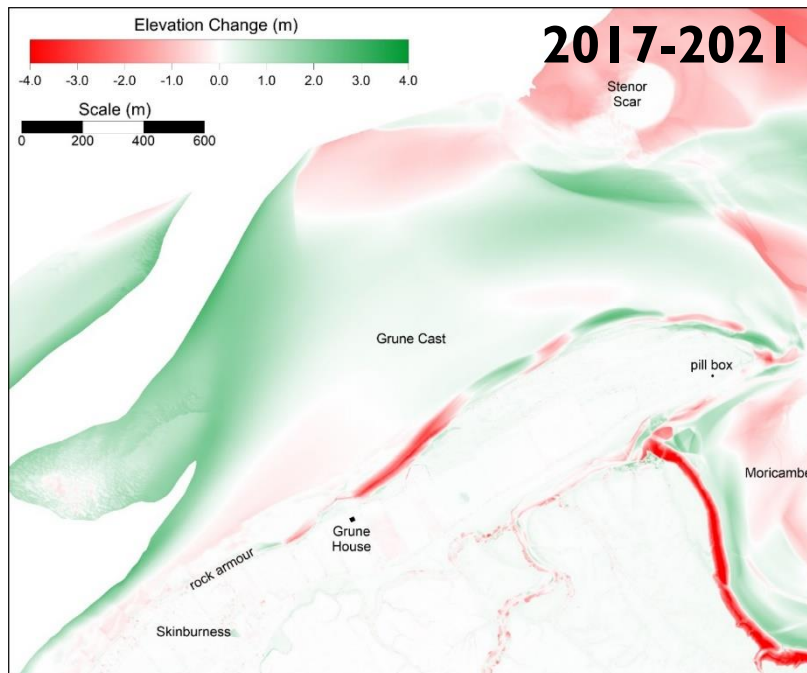 Elevation Change (m)
-4.0 -3.0 -2.0 -1.0 0.0 1.0 2.0 3.0 4.0
2017-2021
Scale (m)
0 200 400 600
Stenor
Scar
Grune Cast
pill box
Moricambe
Grune
House
rock armour
Skinburness